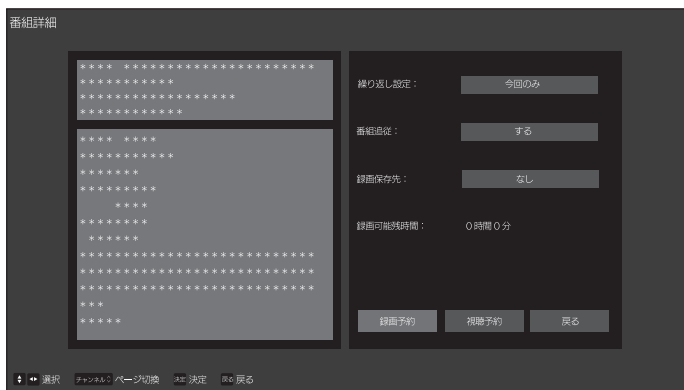 番組詳細
**** **********************
***********
******************
************
**** ****
***********
*******
*********
****
********
******
***************************
***************************
***************************
***
*****
繰り返し設定： 今回のみ
番組追従： する
録画保存先： なし
録画可能残時間： 0時間0分
録画予約 視聴予約 戻る
選択 チャンネル ページ切換 決定 決定 戻る 戻る